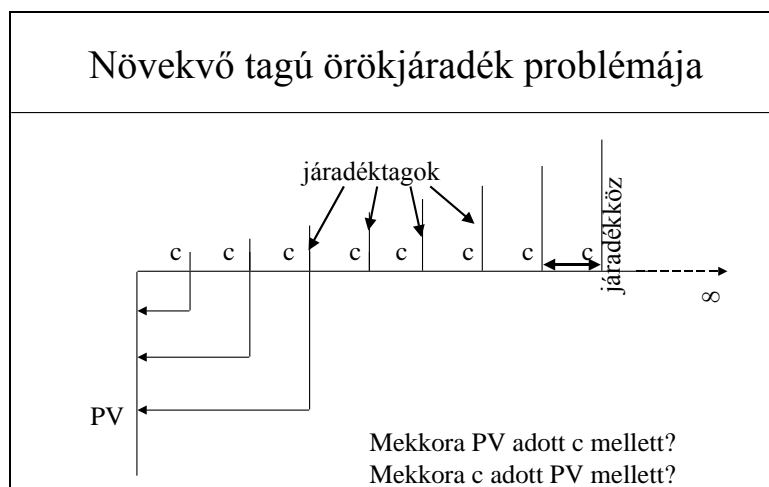 Növekvő tagú örökjáradék problémája
járadéktagok
c c c c c c c c
járadékköz
∞
PV
Mekkora PV adott c mellett?
Mekkora c adott PV mellett?